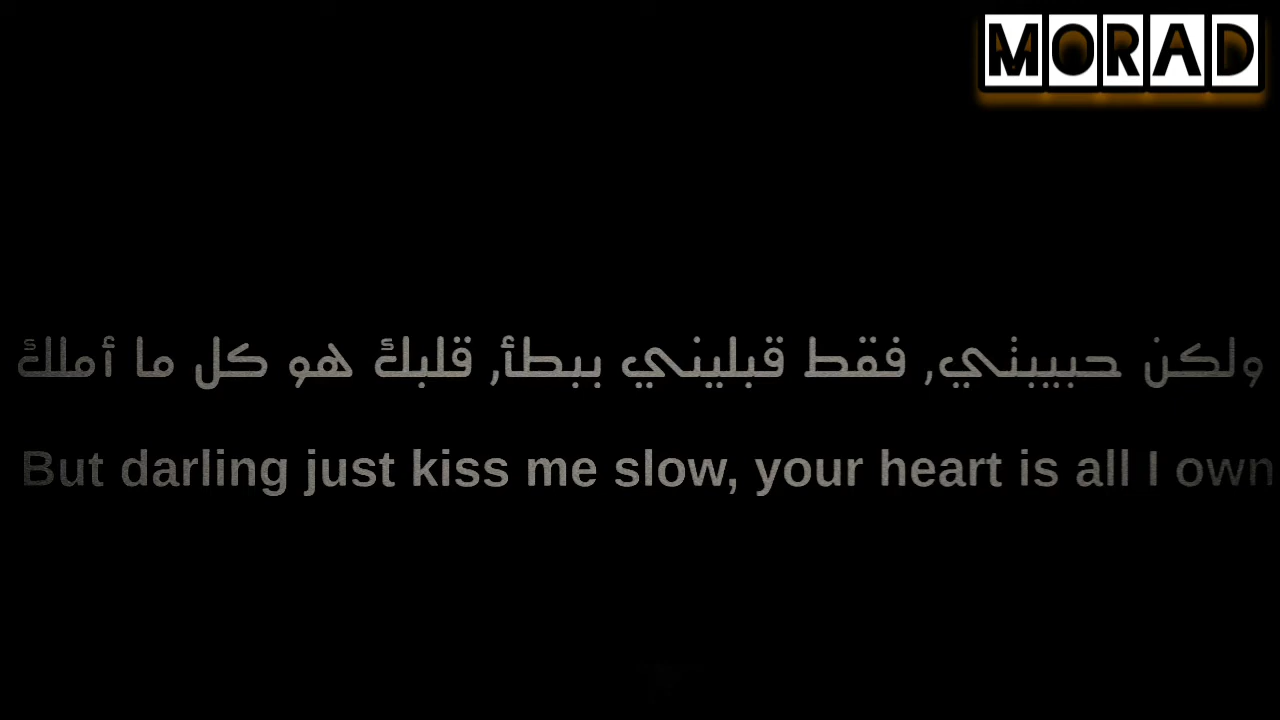 MORAD
ولكن حبيبتي, فقط قبليني ببطأ, قلبك هو كل ما أملك
But darling just kiss me slow, your heart is all I own